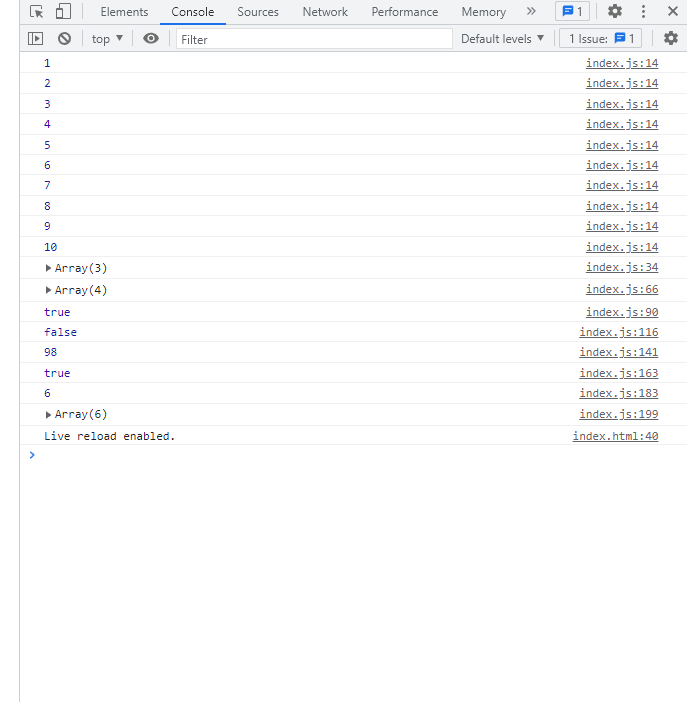 Elements Console Sources Network Performance Memory » 1
top ▼ Filter Default levels ▼ 1 Issue: 1
1 index.js:14
2 index.js:14
3 index.js:14
4 index.js:14
5 index.js:14
6 index.js:14
7 index.js:14
8 index.js:14
9 index.js:14
10 index.js:14
▶Array(3) index.js:34
▶Array(4) index.js:66
true index.js:90
false index.js:116
98 index.js:141
true index.js:163
6 index.js:183
▶Array(6) index.js:199
Live reload enabled. index.html:40
>